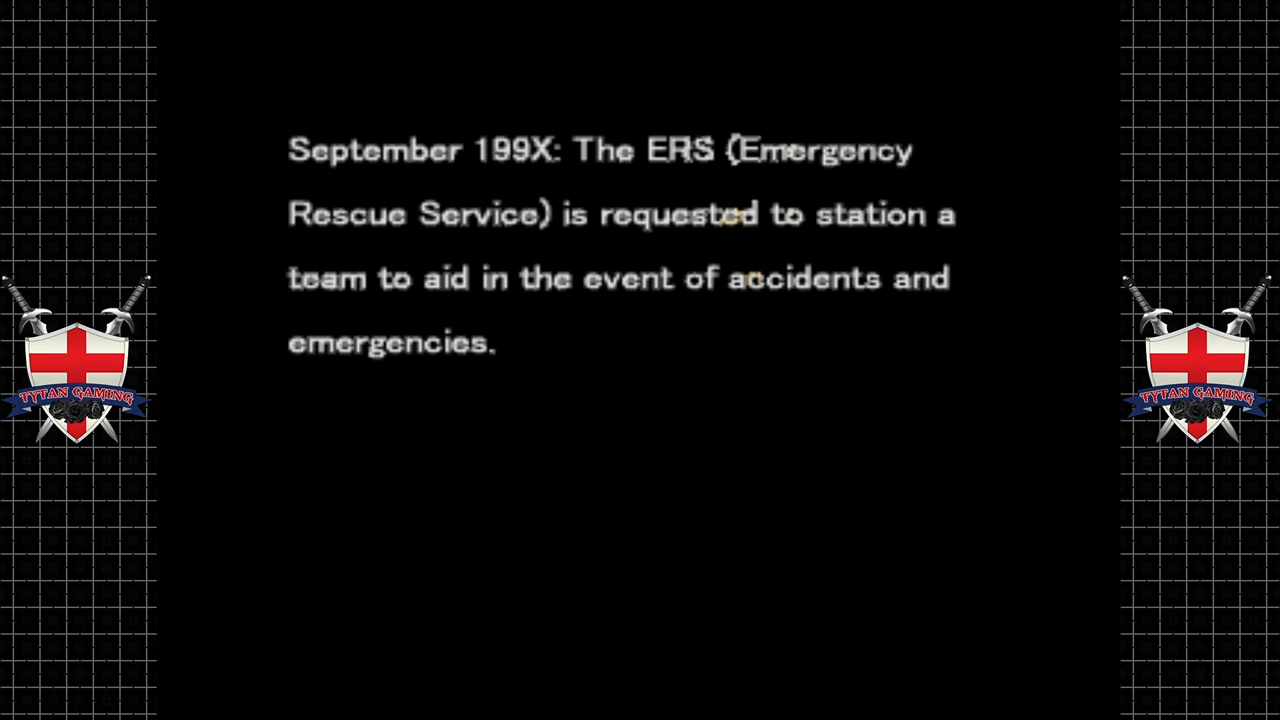 September 199X: The ERS (Emergency
Rescue Service) is requested to station a
team to aid in the event of accidents and
emergencies.
TYTAN GAMING
TYTAN GAMING